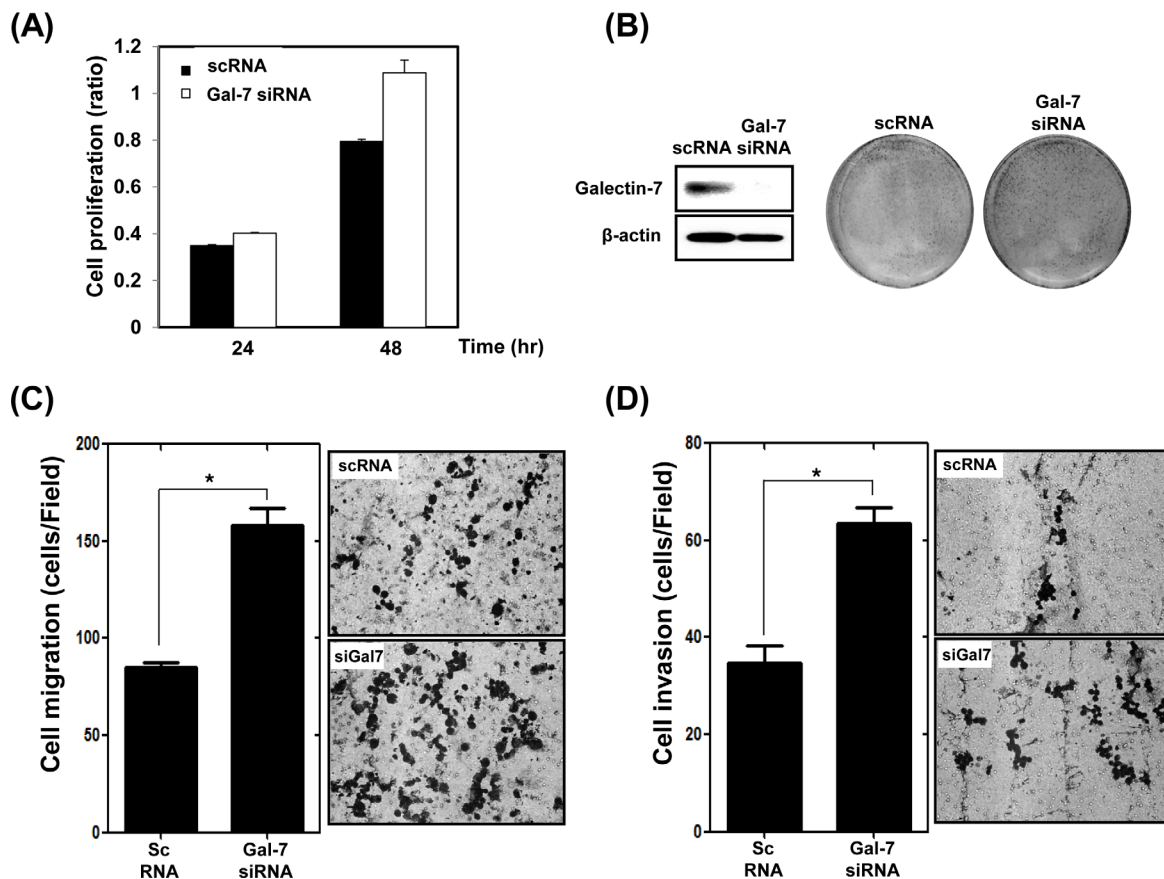 (A)
Cell proliferation (ratio)
1.2
1
0.8
0.6
0.4
0.2
0
scRNA
Gal-7 siRNA
24
48
Time (hr)
(B)
scRNA
Gal-7
siRNA
Galectin-7
β-actin
scRNA
Gal-7
siRNA
(C)
Cell migration (cells/Field)
200
150
100
50
0
*
Sc
RNA
Gal-7
siRNA
scRNA
siGal7
(D)
Cell invasion (cells/Field)
80
60
40
20
0
*
Sc
RNA
Gal-7
siRNA
scRNA
siGal7